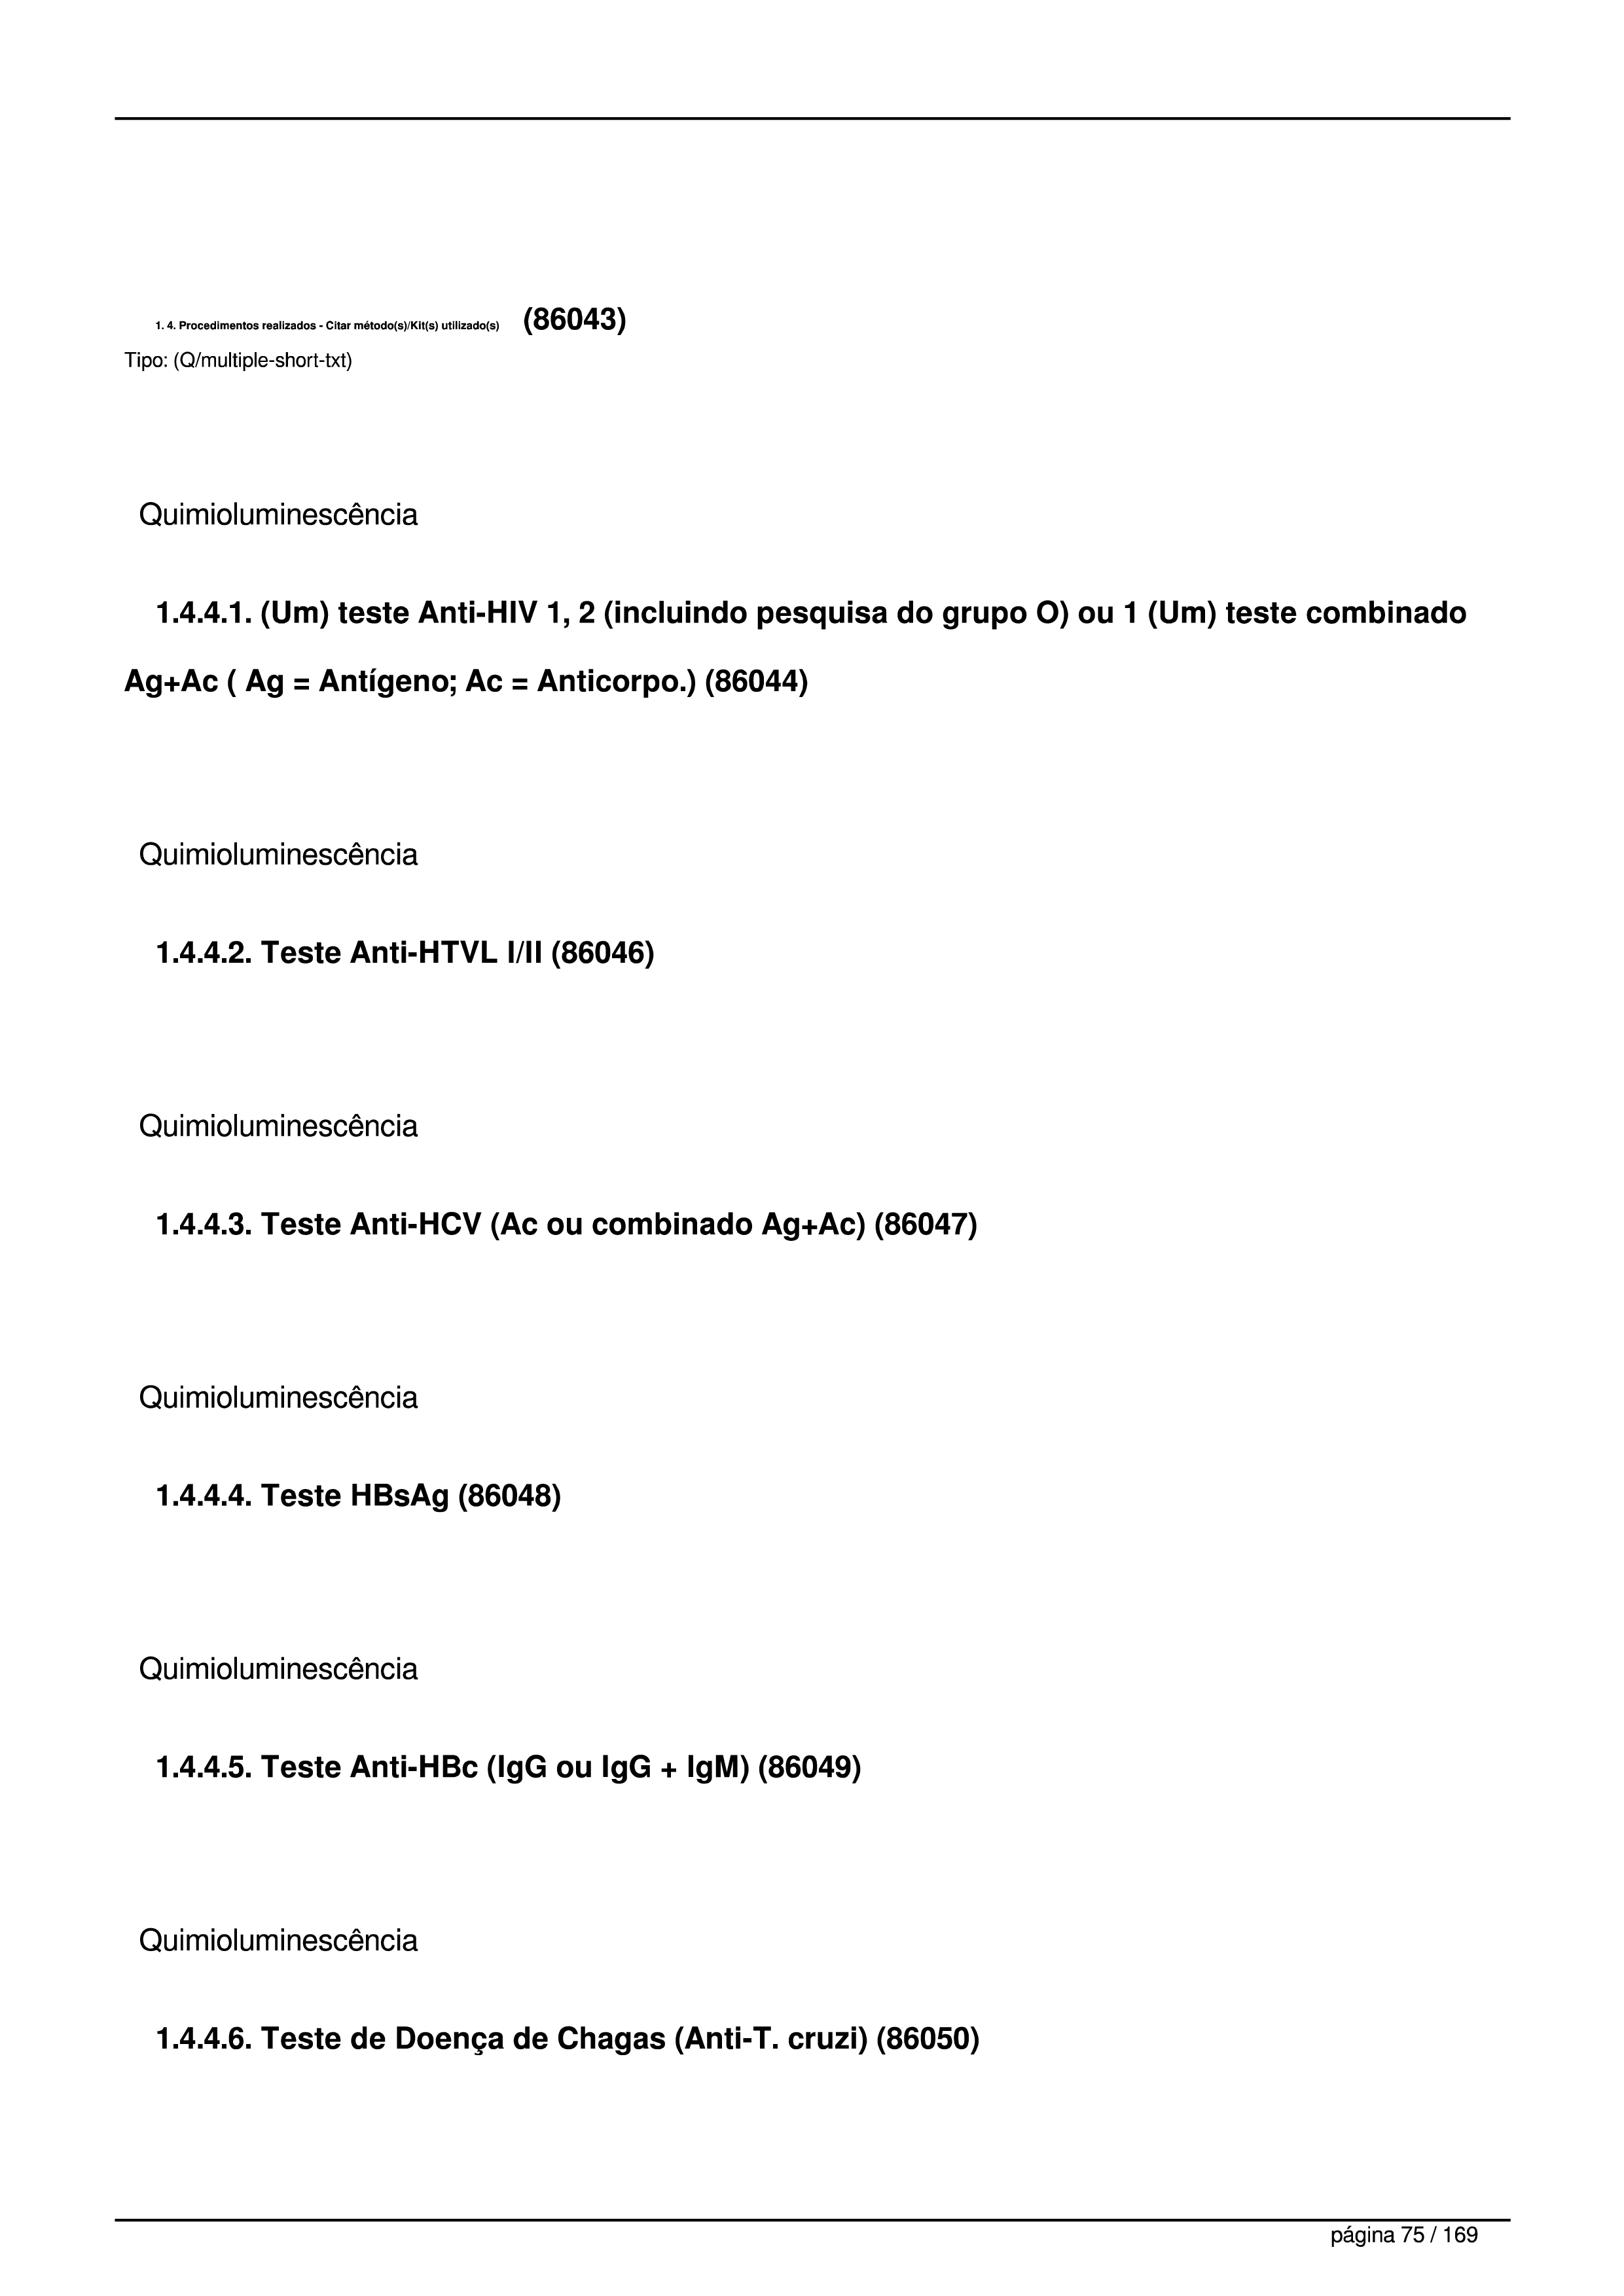 1. 4. Procedimentos realizados - Citar método(s)/Kit(s) utilizado(s) (86043)
Tipo: (Q/multiple-short-txt)
Quimioluminescência
1.4.4.1. (Um) teste Anti-HIV 1, 2 (incluindo pesquisa do grupo O) ou 1 (Um) teste combinado
Ag+Ac ( Ag = Antígeno; Ac = Anticorpo.) (86044)
Quimioluminescência
1.4.4.2. Teste Anti-HTVL I/II (86046)
Quimioluminescência
1.4.4.3. Teste Anti-HCV (Ac ou combinado Ag+Ac) (86047)
Quimioluminescência
1.4.4.4. Teste HBsAg (86048)
Quimioluminescência
1.4.4.5. Teste Anti-HBc (IgG ou IgG + IgM) (86049)
Quimioluminescência
1.4.4.6. Teste de Doença de Chagas (Anti-T. cruzi) (86050)
página 75 / 169